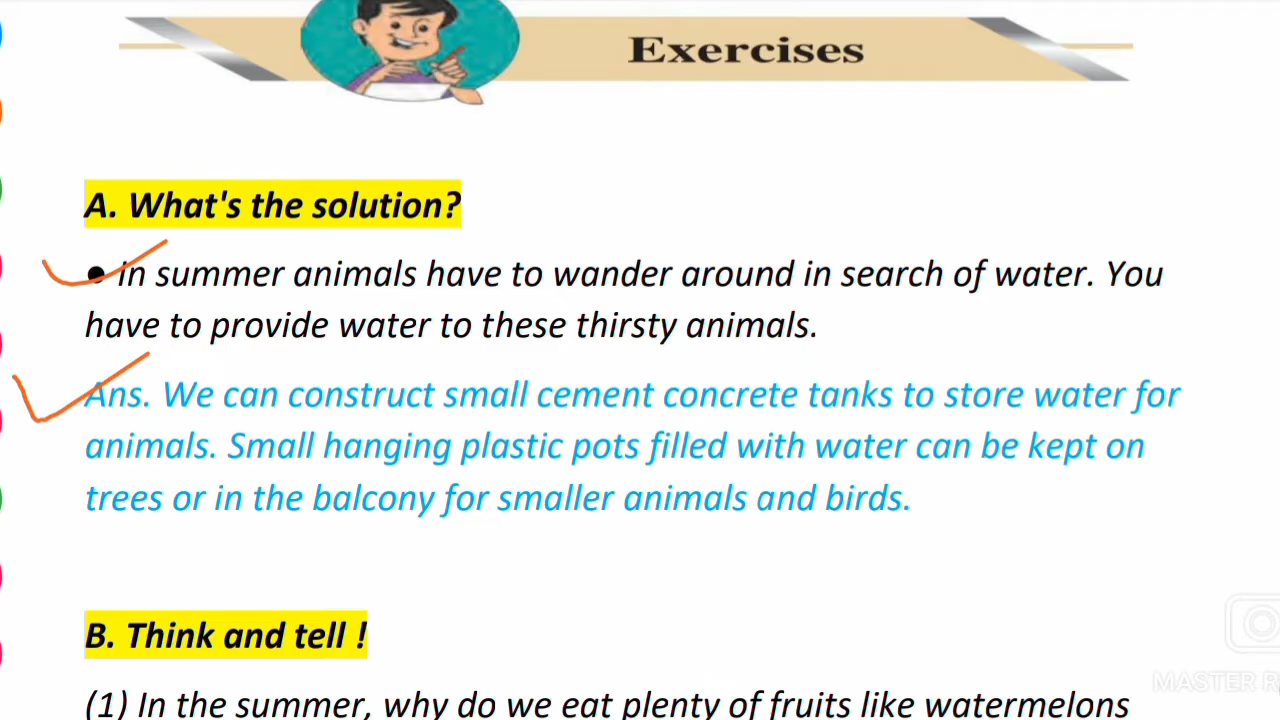 Exercises
A. What's the solution?
● In summer animals have to wander around in search of water. You
have to provide water to these thirsty animals.
Ans. We can construct small cement concrete tanks to store water for
animals. Small hanging plastic pots filled with water can be kept on
trees or in the balcony for smaller animals and birds.
B. Think and tell !
(1) In the summer, why do we eat plenty of fruits like watermelons
MASTER